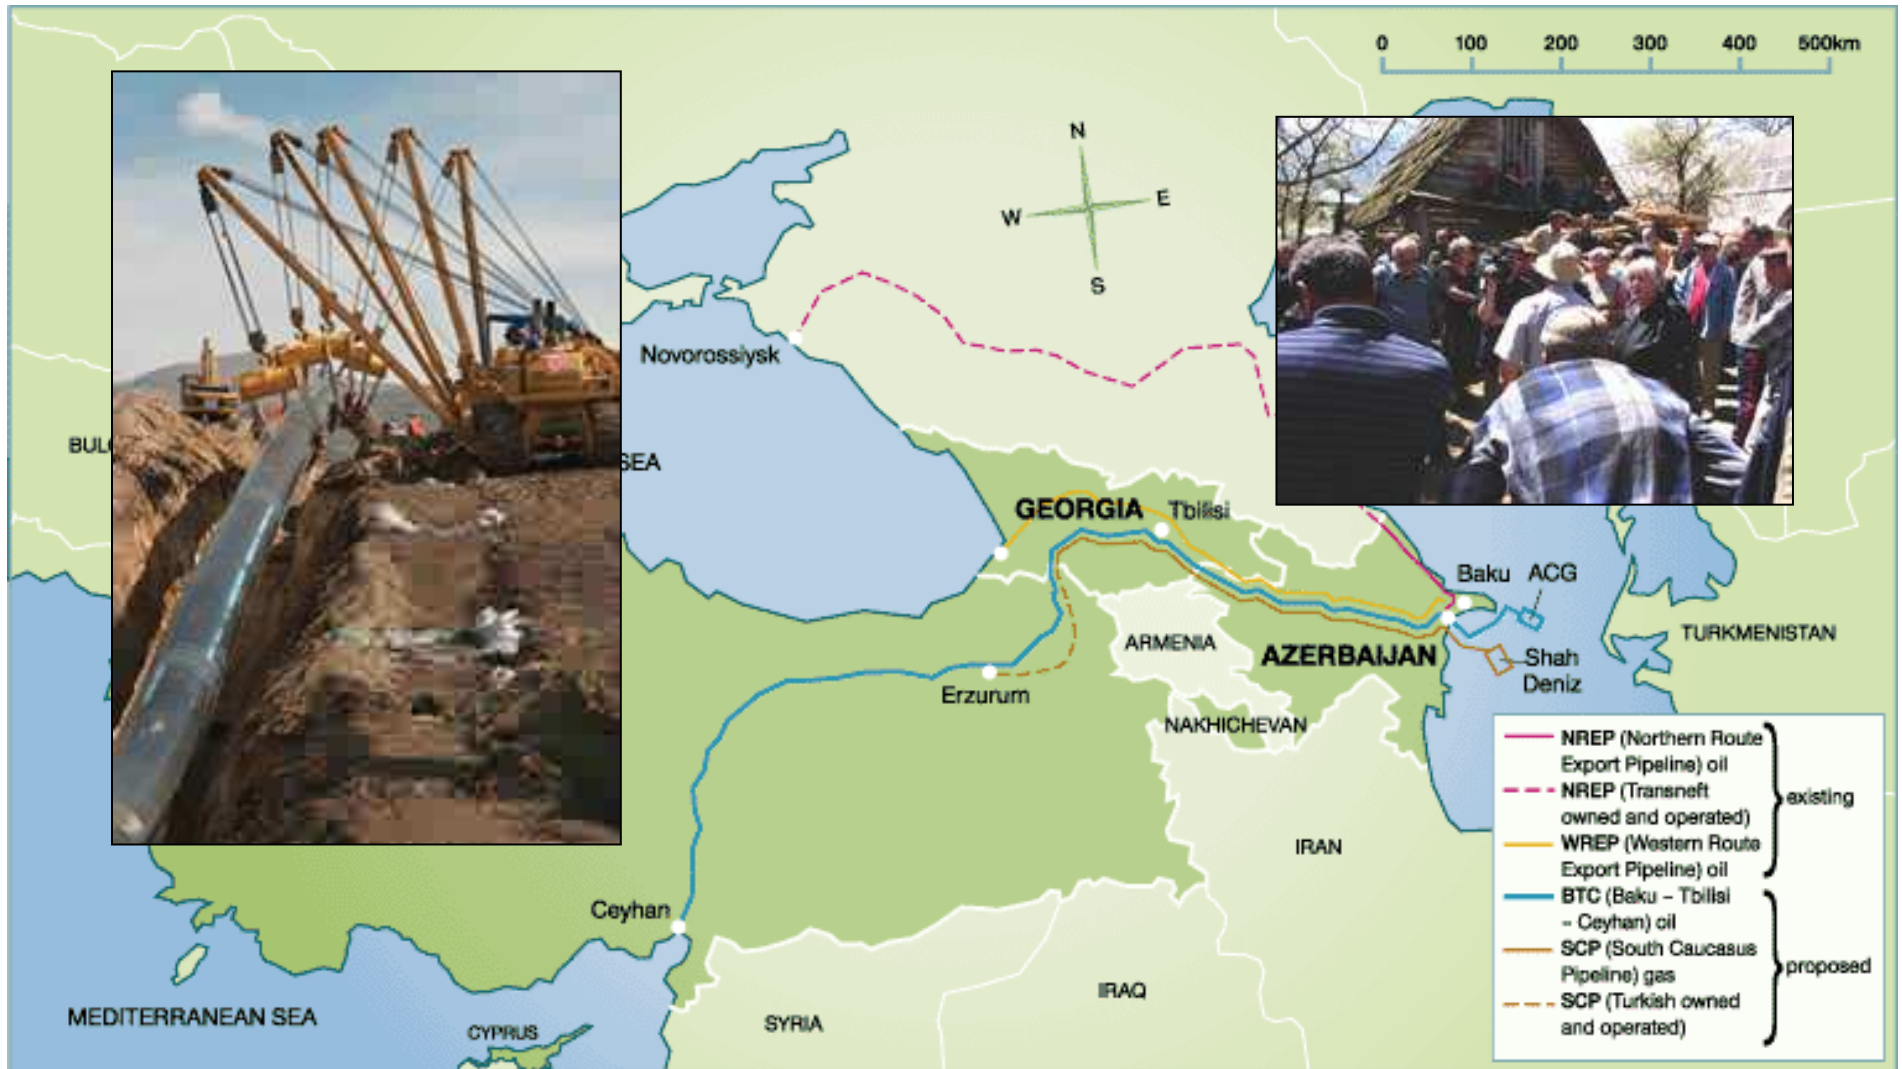 0 100 200 300 400 500km
N
W
E
S
Novorossiysk
SEA
GEORGIA
Tbilisi
Baku
ACG
ARMENIA
AZERBAIJAN
TURKMENISTAN
Shah
Deniz
Erzurum
NAKHICHEVAN
IRAN
Ceyhan
MEDITERRANEAN SEA
CYPRUS
SYRIA
IRAQ
NREP (Northern Route
Export Pipeline) oil
NREP (Transneft
owned and operated)
existing
WREP (Western Route
Export Pipeline) oil
BTC (Baku – Tbilisi
– Ceyhan) oil
SCP (South Caucasus
Pipeline) gas
proposed
SCP (Turkish owned
and operated)